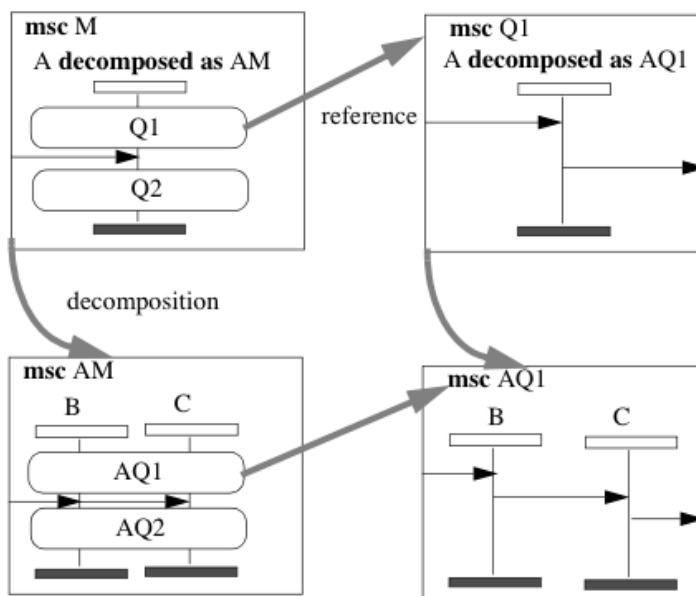 msc M
A decomposed as AM
Q1
Q2
msc Q1
A decomposed as AQ1
reference
decomposition
msc AM
B C
AQ1
AQ2
msc AQ1
B C